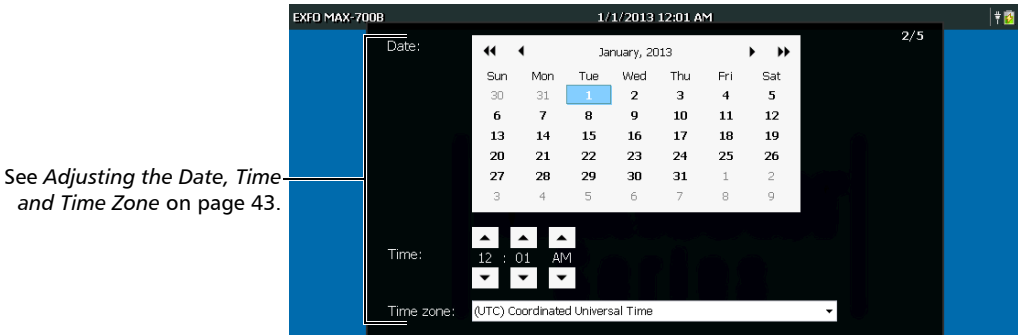 EXFO MAX-700B 1/1/2013 12:01 AM
2/5
Date:
January, 2013
Sun Mon Tue Wed Thu Fri Sat
30 31 1 2 3 4 5
6 7 8 9 10 11 12
13 14 15 16 17 18 19
20 21 22 23 24 25 26
27 28 29 30 31 1 2
3 4 5 6 7 8 9
See Adjusting the Date, Time
and Time Zone on page 43.
Time: 12 : 01 AM
Time zone: (UTC) Coordinated Universal Time